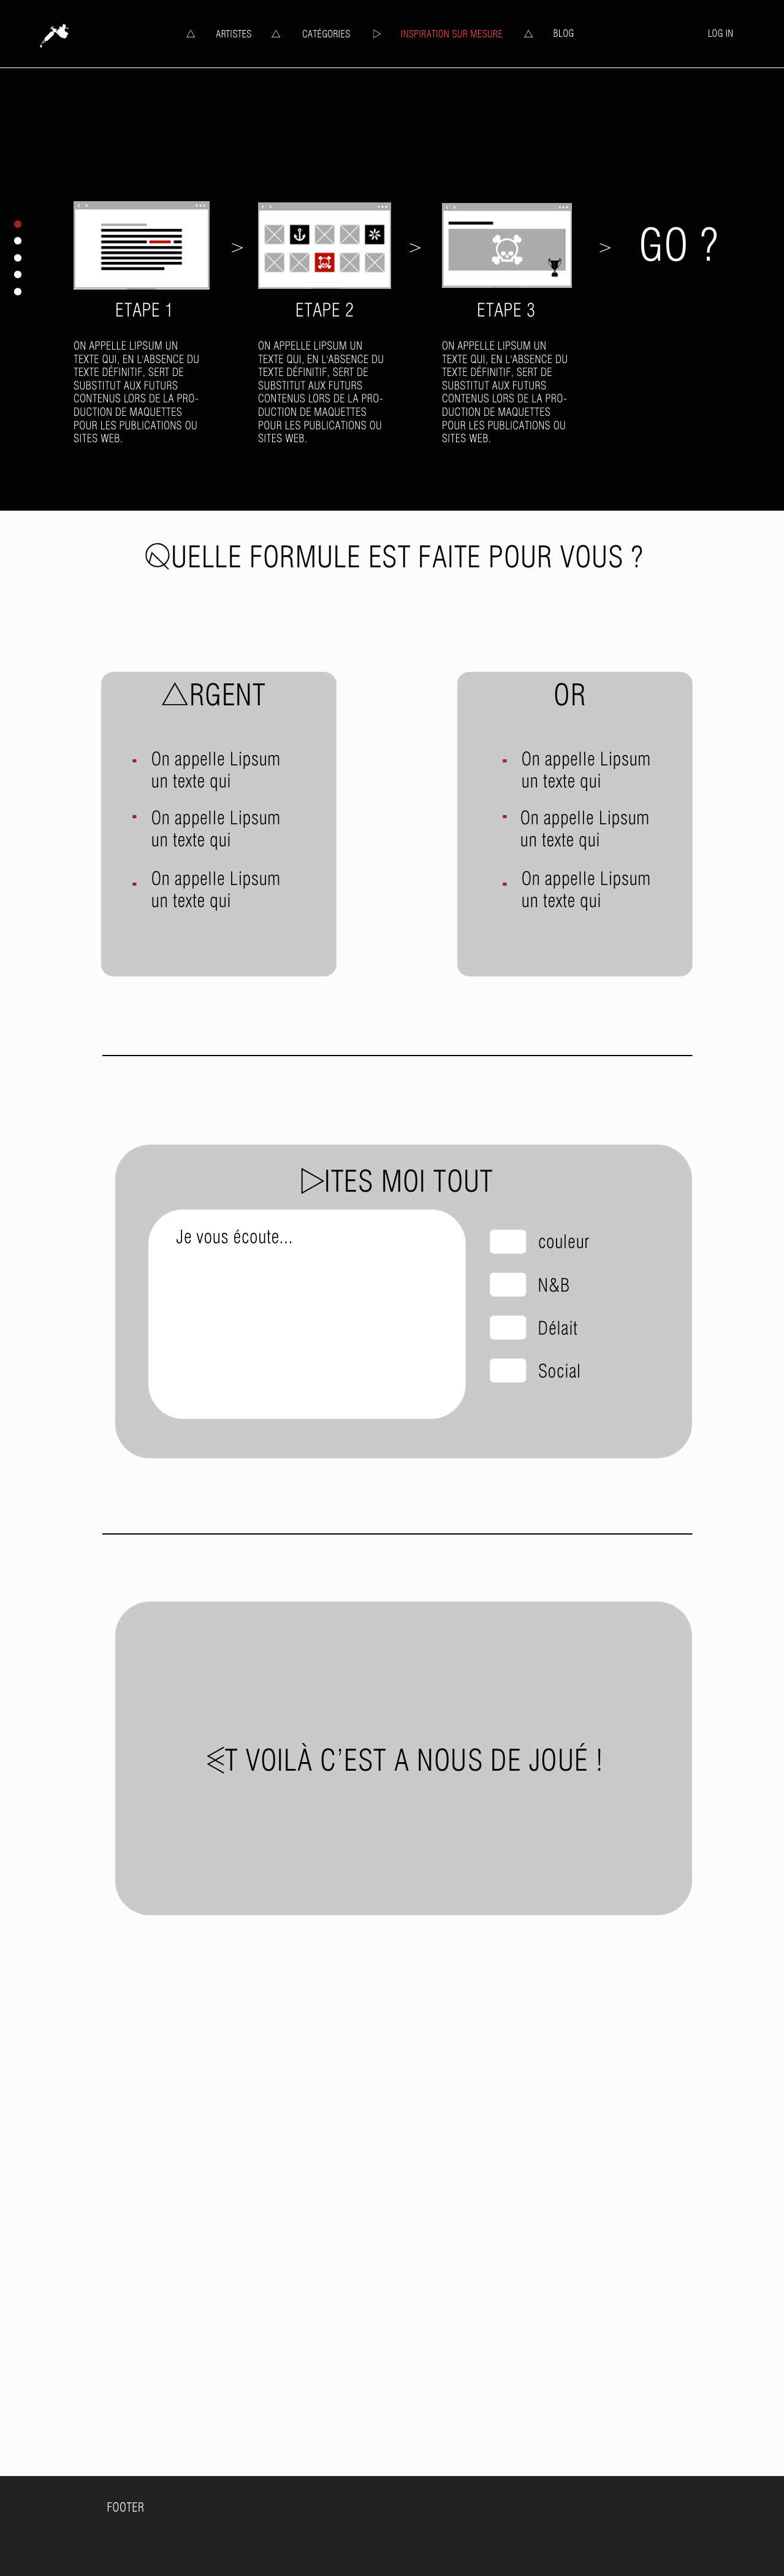 ARTISTES CATÉGORIES INSPIRATION SUR MESURE BLOG LOG IN
> > > GO ?
ETAPE 1
ON APPELLE LIPSUM UN
TEXTE QUI, EN L'ABSENCE DU
TEXTE DÉFINITIF, SERT DE
SUBSTITUT AUX FUTURS
CONTENUS LORS DE LA PRO-
DUCTION DE MAQUETTES
POUR LES PUBLICATIONS OU
SITES WEB.
ETAPE 2
ON APPELLE LIPSUM UN
TEXTE QUI, EN L'ABSENCE DU
TEXTE DÉFINITIF, SERT DE
SUBSTITUT AUX FUTURS
CONTENUS LORS DE LA PRO-
DUCTION DE MAQUETTES
POUR LES PUBLICATIONS OU
SITES WEB.
ETAPE 3
ON APPELLE LIPSUM UN
TEXTE QUI, EN L'ABSENCE DU
TEXTE DÉFINITIF, SERT DE
SUBSTITUT AUX FUTURS
CONTENUS LORS DE LA PRO-
DUCTION DE MAQUETTES
POUR LES PUBLICATIONS OU
SITES WEB.
QUELLE FORMULE EST FAITE POUR VOUS ?
ARGENT
- On appelle Lipsum
un texte qui
- On appelle Lipsum
un texte qui
- On appelle Lipsum
un texte qui
OR
- On appelle Lipsum
un texte qui
- On appelle Lipsum
un texte qui
- On appelle Lipsum
un texte qui
DITES MOI TOUT
Je vous écoute...
couleur
N&B
Délait
Social
ET VOILÀ C’EST A NOUS DE JOUÉ !
FOOTER